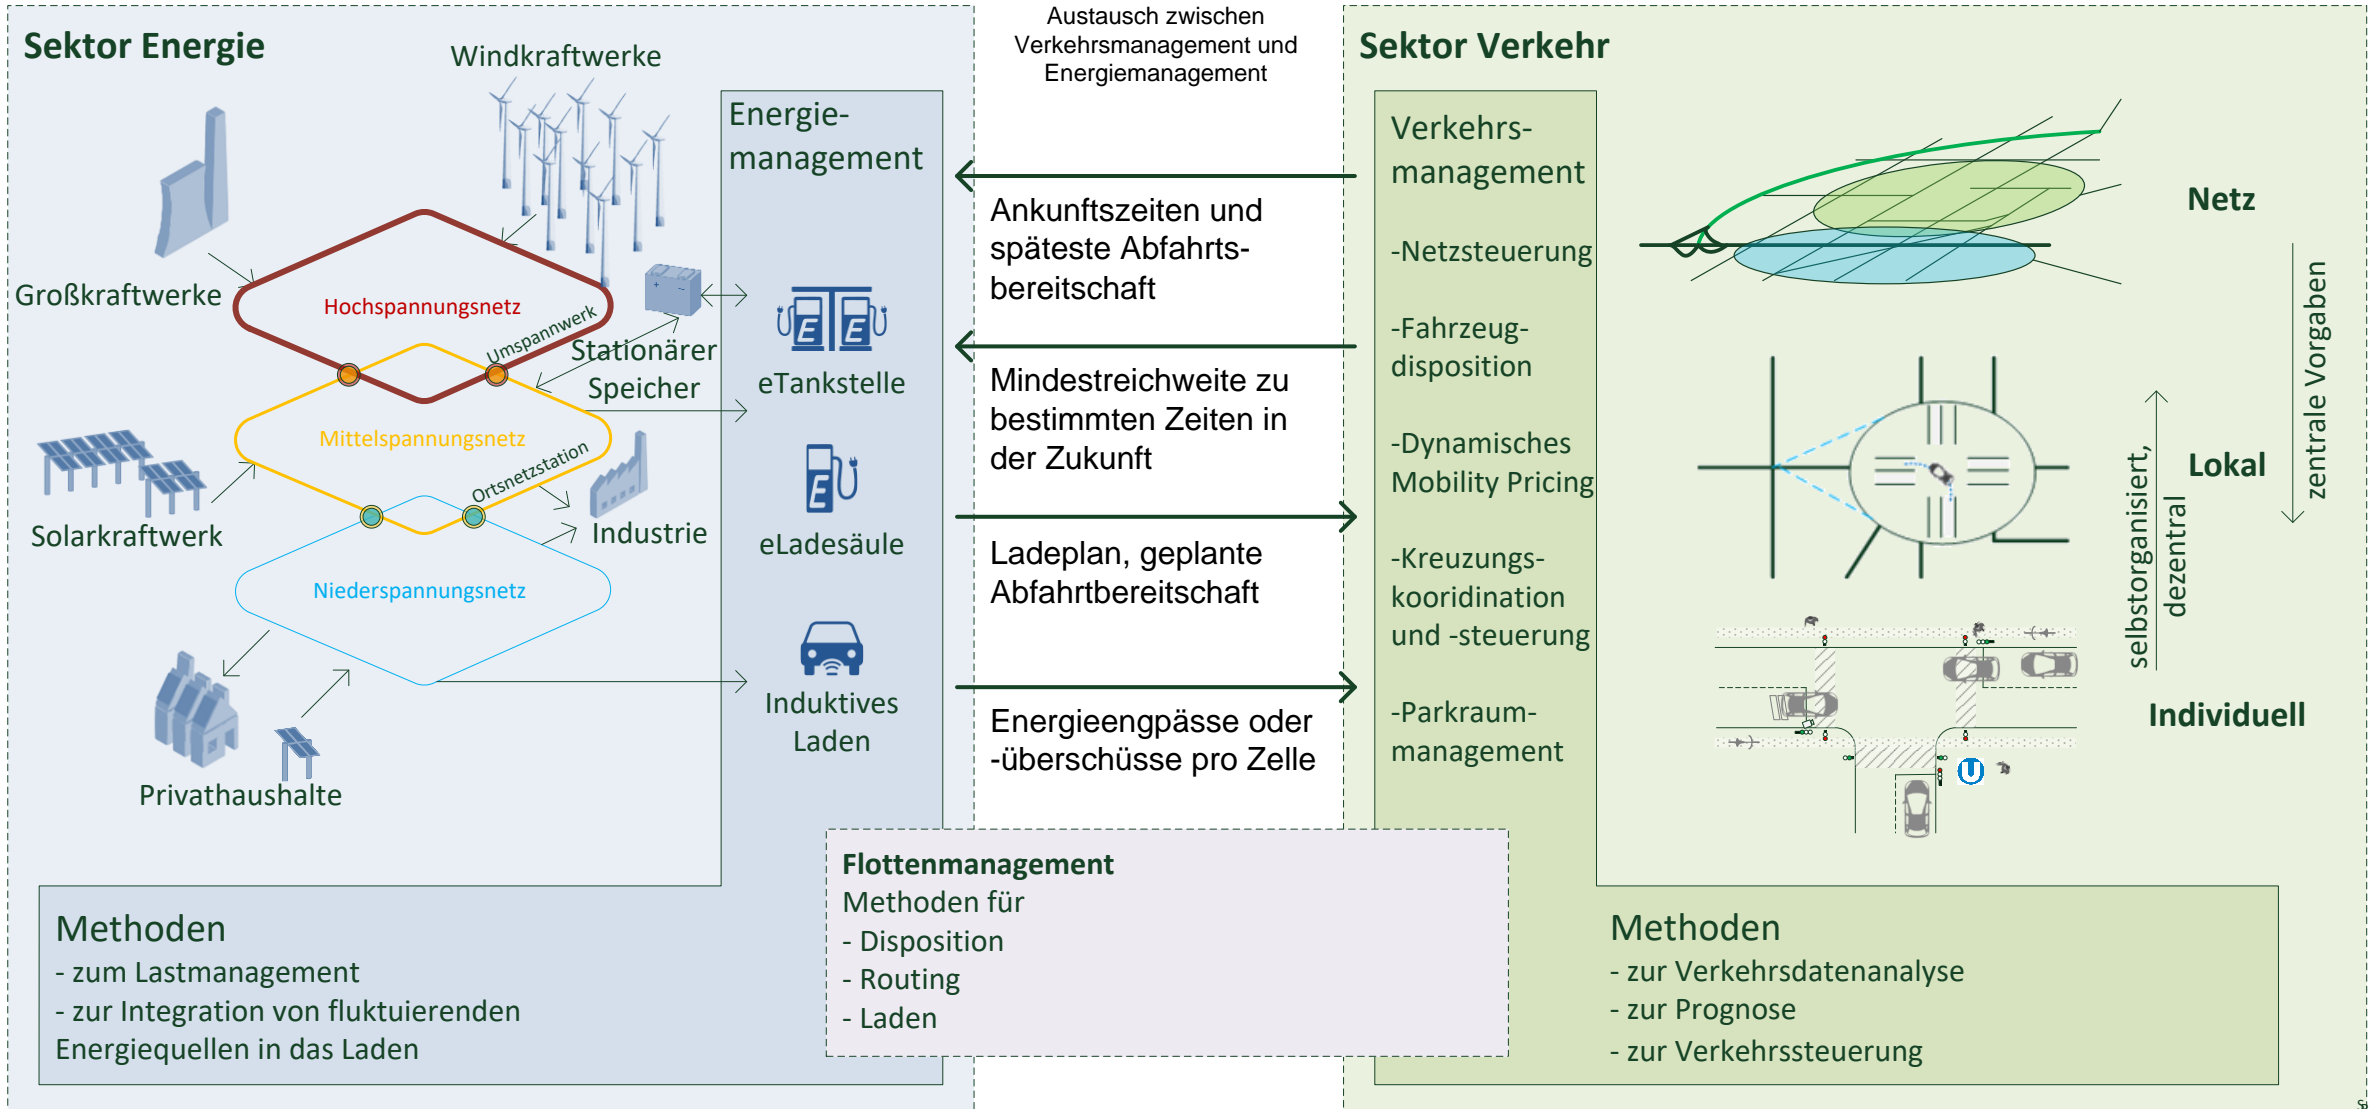 Sektor Energie
Windkraftwerke
Großkraftwerke
Hochspannungsnetz
Umspannwerk
Stationärer
Speicher
Mittelspannungsnetz
Ortsnetzstation
Solarkraftwerk
Industrie
Niederspannungsnetz
Privathaushalte
Energie-
management
eTankstelle
eLadesäule
Induktives
Laden
Methoden
- zum Lastmanagement
- zur Integration von fluktuierenden
Energiequellen in das Laden
Austausch zwischen
Verkehrsmanagement und
Energiemanagement
Ankunftszeiten und
späteste Abfahrts-
bereitschaft
Mindestreichweite zu
bestimmten Zeiten in
der Zukunft
Ladeplan, geplante
Abfahrtbereitschaft
Energieengpässe oder
-überschüsse pro Zelle
Flottenmanagement
Methoden für
- Disposition
- Routing
- Laden
Sektor Verkehr
Verkehrs-
management
-Netzsteuerung
-Fahrzeug-
disposition
-Dynamisches
Mobility Pricing
-Kreuzungs-
kooridination
und -steuerung
-Parkraum-
management
Netz
Lokal
Individuell
zentrale Vorgaben
selbstorganisiert,
dezentral
U
Methoden
- zur Verkehrsdatenanalyse
- zur Prognose
- zur Verkehrssteuerung